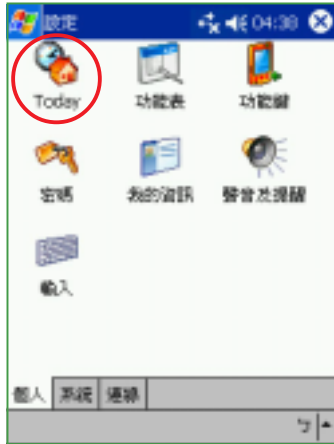 設定 04:38
Today 功能表 功能鍵
密碼 我的資訊 聲音及提醒
輸入
個人 系統 連線
ㄅ